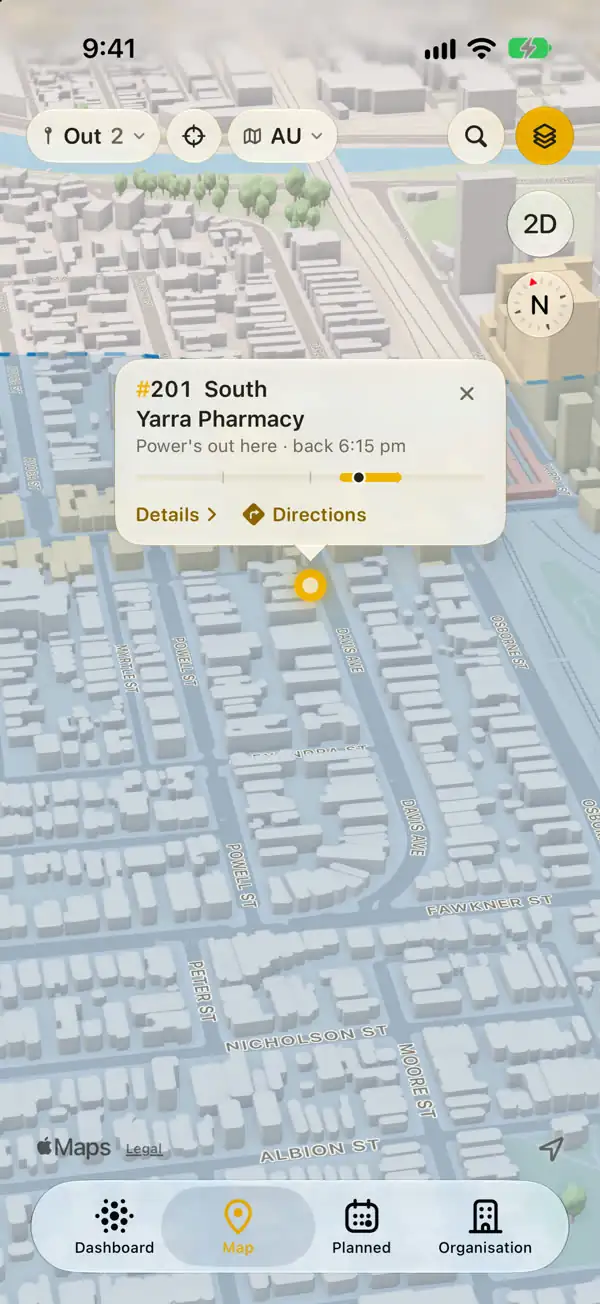 9:41
Out 2
AU
2D
N
#201 South
Yarra Pharmacy
Power's out here · back 6:15 pm
Details
Directions
MYRTLE ST
POWELL ST
DAVIS AVE
OSBORNE ST
DAVIS AVE
POWELL ST
FAWKNER ST
PETER ST
NICHOLSON ST
MOORE ST
ALBION ST
Maps
Legal
Dashboard
Map
Planned
Organisation